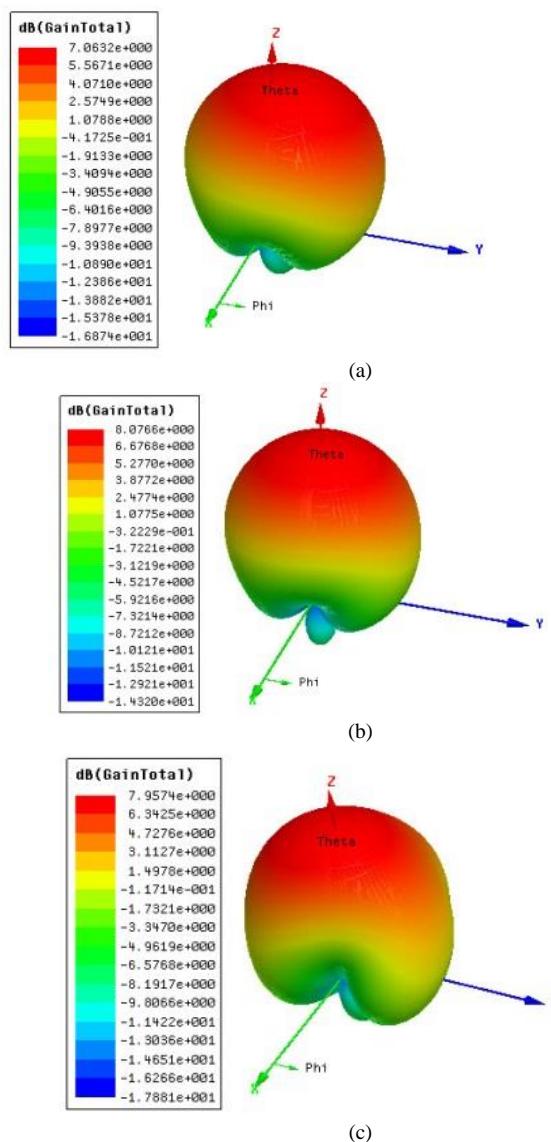 dB(GainTotal)
7.0632e+000
5.5671e+000
4.0710e+000
2.5749e+000
1.0788e+000
-4.1725e-001
-1.9133e+000
-3.4094e+000
-4.9055e+000
-6.4016e+000
-7.8977e+000
-9.3938e+000
-1.0890e+001
-1.2386e+001
-1.3882e+001
-1.5378e+001
-1.6874e+001
Z
Theta
Y
Phi
X
(a)
dB(GainTotal)
8.0766e+000
6.6768e+000
5.2770e+000
3.8772e+000
2.4774e+000
1.0775e+000
-3.2229e-001
-1.7221e+000
-3.1219e+000
-4.5217e+000
-5.9216e+000
-7.3214e+000
-8.7212e+000
-1.0121e+001
-1.1521e+001
-1.2921e+001
-1.4320e+001
Z
Theta
Y
Phi
X
(b)
dB(GainTotal)
7.9574e+000
6.3425e+000
4.7276e+000
3.1127e+000
1.4978e+000
-1.1714e-001
-1.7321e+000
-3.3470e+000
-4.9619e+000
-6.5768e+000
-8.1917e+000
-9.8066e+000
-1.1422e+001
-1.3036e+001
-1.4651e+001
-1.6266e+001
-1.7881e+001
Z
Theta
Phi
X
(c)